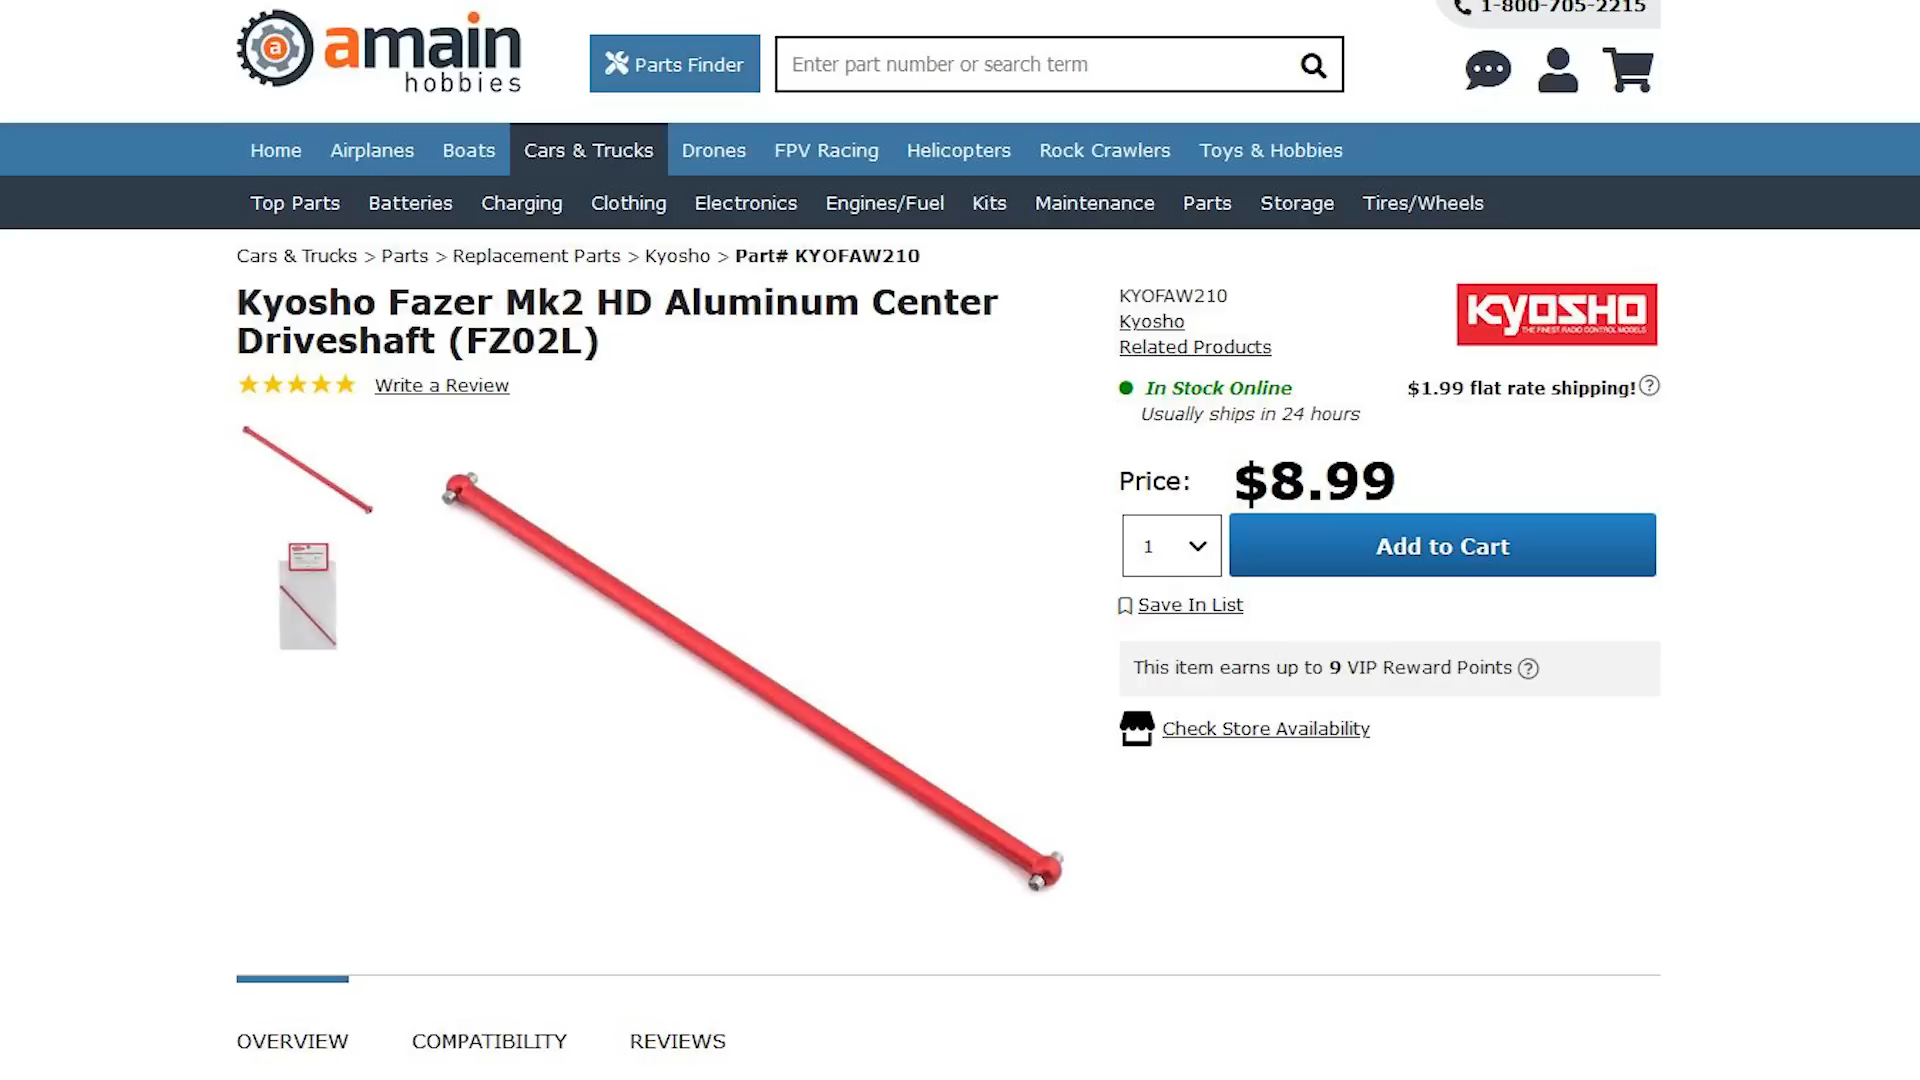 1-800-705-2215
a
amain
hobbies
Parts Finder
Enter part number or search term
Home Airplanes Boats Cars & Trucks Drones FPV Racing Helicopters Rock Crawlers Toys & Hobbies
Top Parts Batteries Charging Clothing Electronics Engines/Fuel Kits Maintenance Parts Storage Tires/Wheels
Cars & Trucks > Parts > Replacement Parts > Kyosho > Part# KYOFAW210
Kyosho Fazer Mk2 HD Aluminum Center
Driveshaft (FZ02L)
Write a Review
KYOFAW210
Kyosho
Related Products
KYOSHO
THE FINEST RADIO CONTROL MODELS
In Stock Online
$1.99 flat rate shipping! ?
Usually ships in 24 hours
Price: $8.99
1
Add to Cart
Save In List
This item earns up to 9 VIP Reward Points ?
Check Store Availability
OVERVIEW COMPATIBILITY REVIEWS